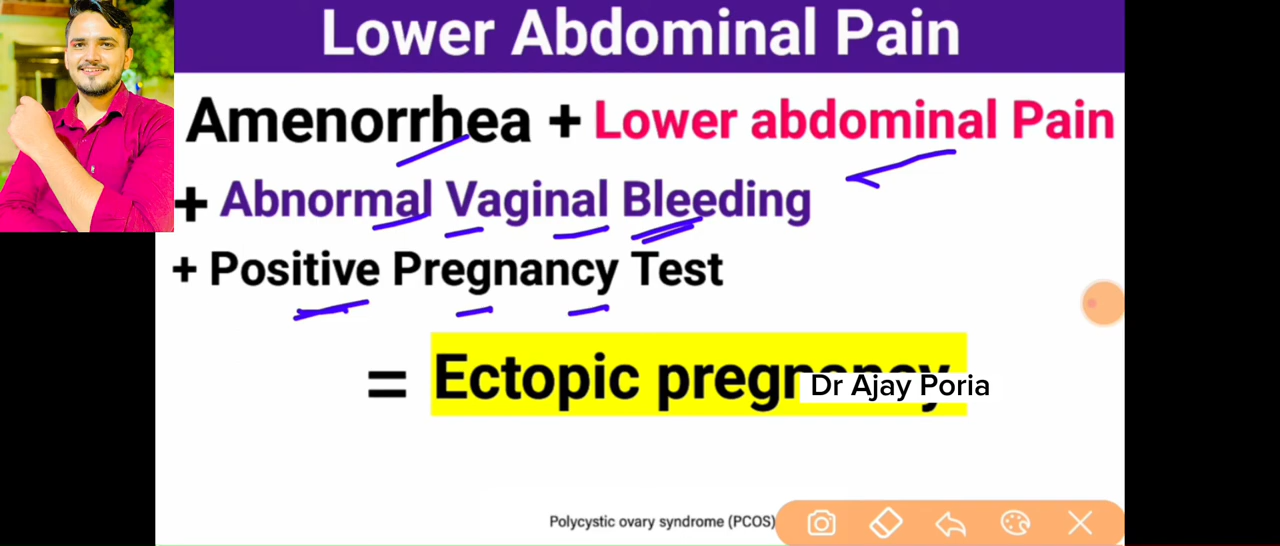 Lower Abdominal Pain
Amenorrhea + Lower abdominal Pain
+ Abnormal Vaginal Bleeding
+ Positive Pregnancy Test
= Ectopic pregnancy
Dr Ajay Poria
Polycystic ovary syndrome (PCOS)